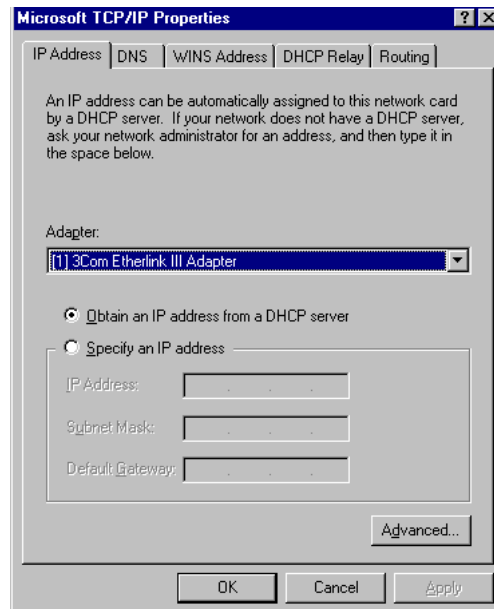 Microsoft TCP/IP Properties
IP Address DNS WINS Address DHCP Relay Routing
An IP address can be automatically assigned to this network card
by a DHCP server. If your network does not have a DHCP server,
ask your network administrator for an address, and then type it in
the space below.
Adapter:
[1] 3Com Etherlink III Adapter
Obtain an IP address from a DHCP server
Specify an IP address
IP Address:
Subnet Mask:
Default Gateway:
Advanced...
OK Cancel Apply